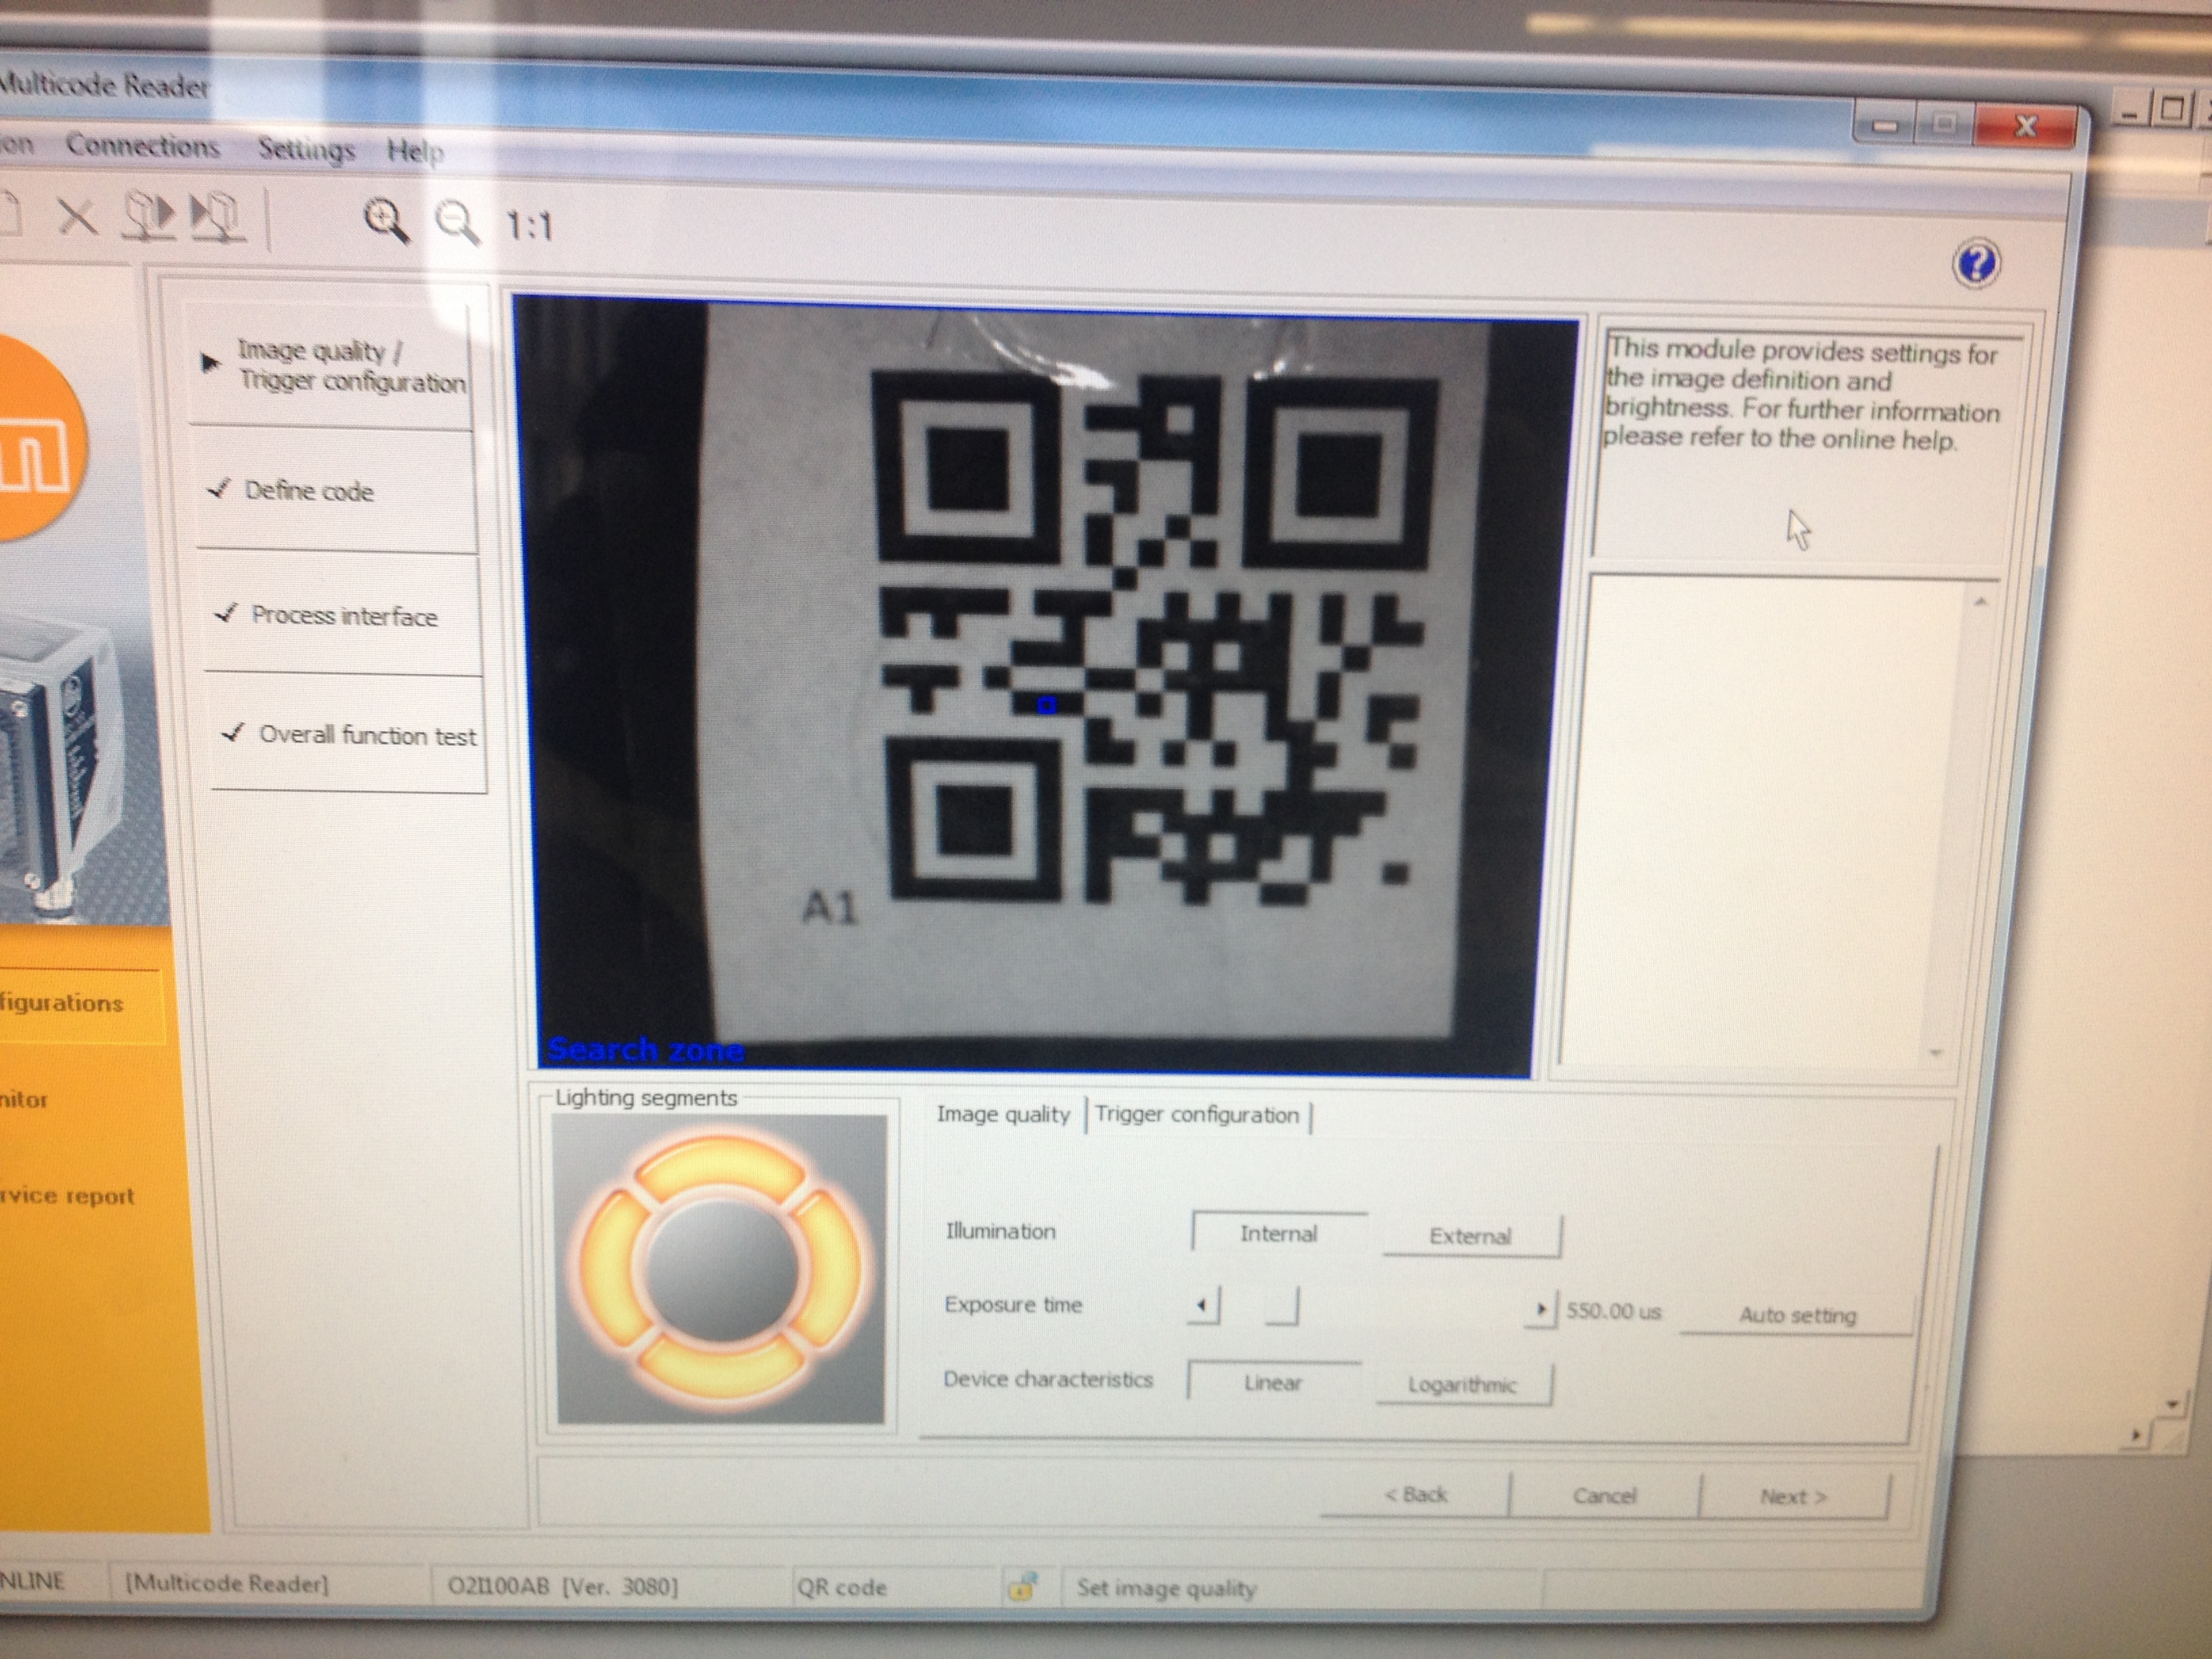 Multicode Reader
on Connections Settings Help
1:1
?
Image quality /
Trigger configuration
Define code
Process interface
Overall function test
This module provides settings for
the image definition and
brightness. For further information
please refer to the online help.
A1
Search zone
figurations
nitor
rvice report
Lighting segments
Image quality Trigger configuration
Illumination Internal External
Exposure time 550.00 us Auto setting
Device characteristics Linear Logarithmic
< Back Cancel Next >
NLINE [Multicode Reader] O2I100AB [Ver. 3080] QR code Set image quality